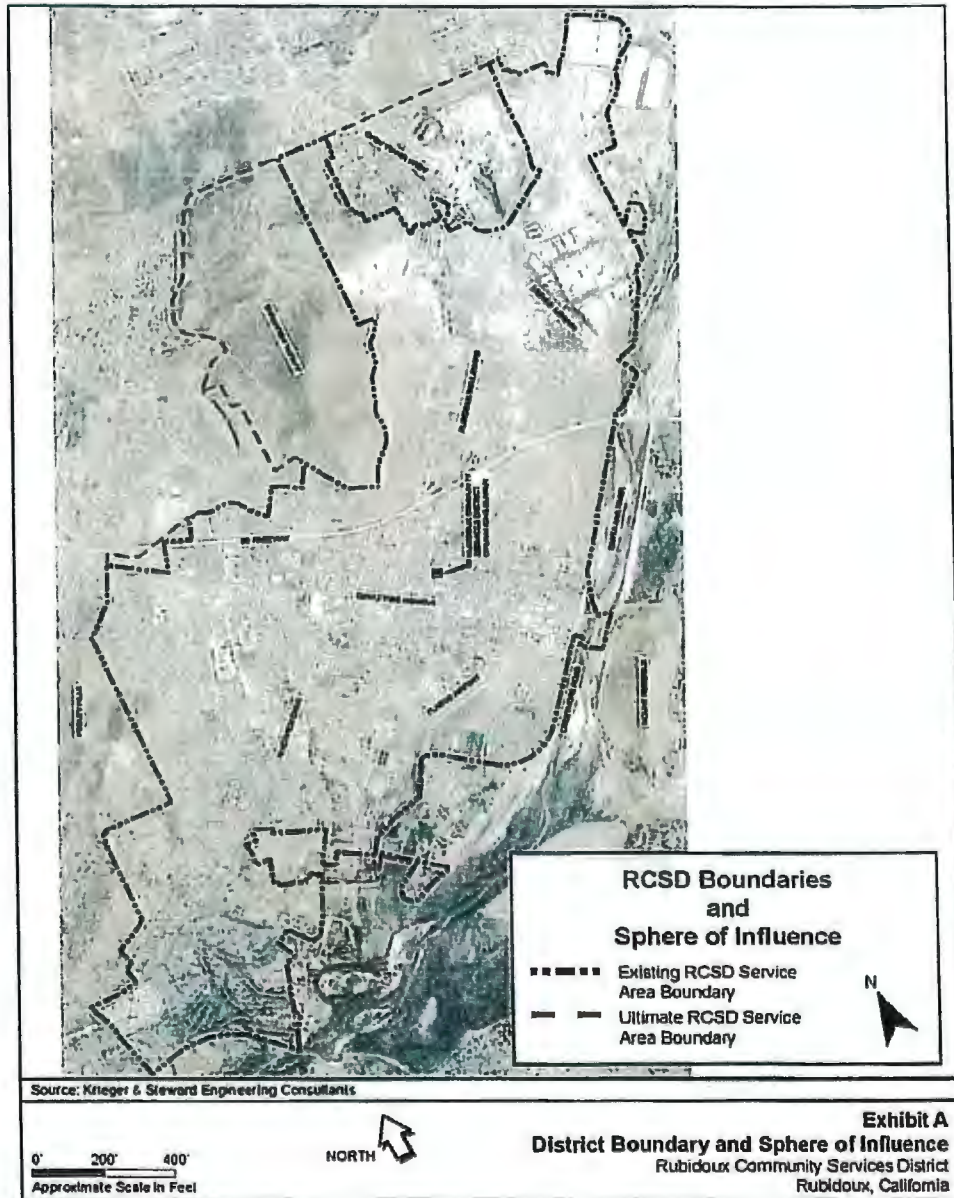 RCSD Boundaries
and
Sphere of Influence
Existing RCSD Service
Area Boundary
Ultimate RCSD Service
Area Boundary
N
Source: Krieger & Steward Engineering Consultants
0' 200' 400'
Approximate Scale in Feet
NORTH
Exhibit A
District Boundary and Sphere of Influence
Rubidoux Community Services District
Rubidoux, California